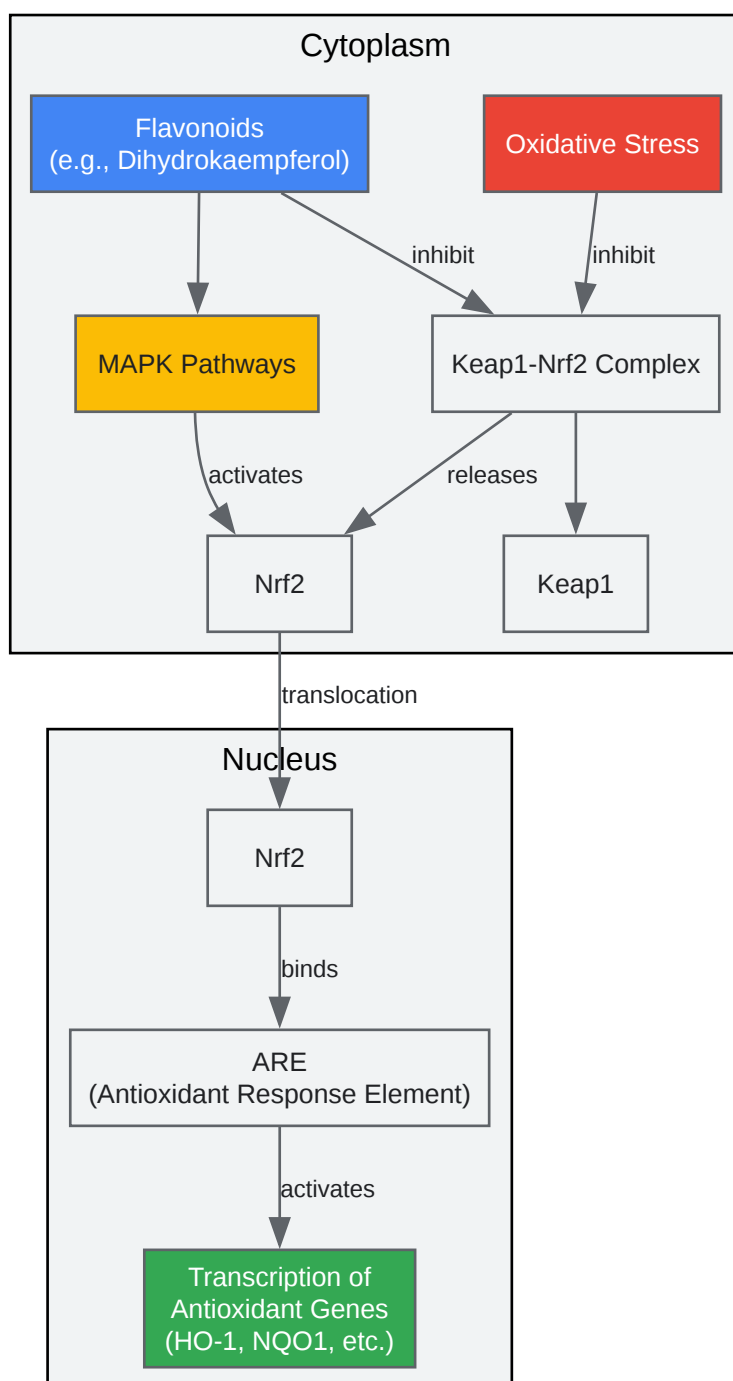 Cytoplasm
Flavonoids
(e.g., Dihydrokaempferol)
Oxidative Stress
inhibit
inhibit
MAPK Pathways
Keap1-Nrf2 Complex
activates
releases
Nrf2
Keap1
translocation
Nucleus
Nrf2
binds
ARE
(Antioxidant Response Element)
activates
Transcription of
Antioxidant Genes
(HO-1, NQO1, etc.)